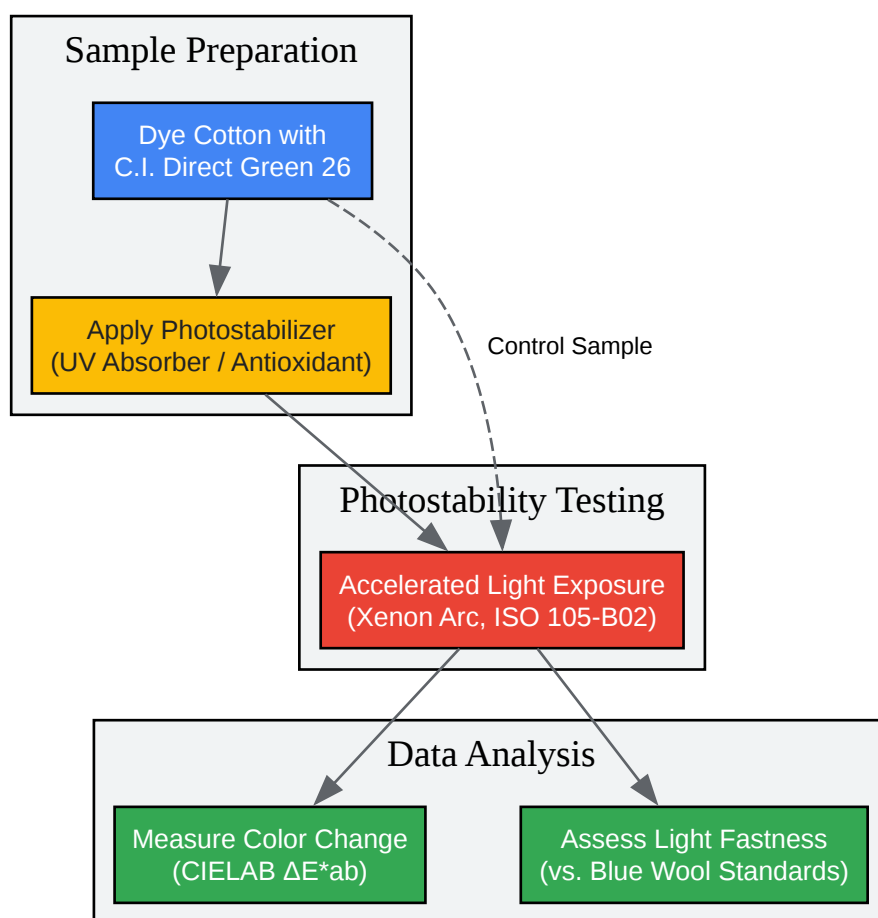 Sample Preparation
Dye Cotton with
C.I. Direct Green 26
Apply Photostabilizer
(UV Absorber / Antioxidant)
Control Sample
Photostability Testing
Accelerated Light Exposure
(Xenon Arc, ISO 105-B02)
Data Analysis
Measure Color Change
(CIELAB ΔE*ab)
Assess Light Fastness
(vs. Blue Wool Standards)